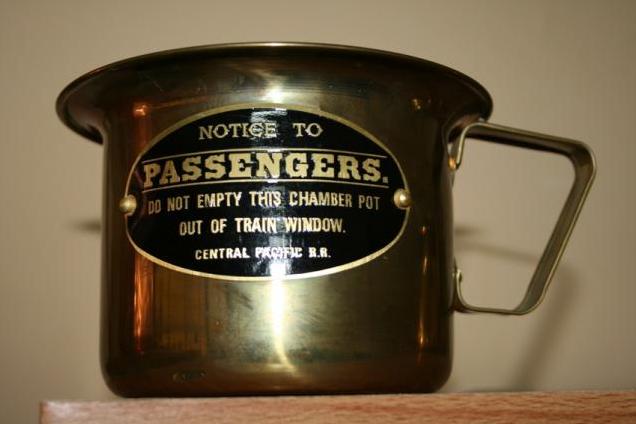 NOTICE TO
PASSENGERS.
DO NOT EMPTY THIS CHAMBER POT
OUT OF TRAIN WINDOW.
CENTRAL PACIFIC R.R.